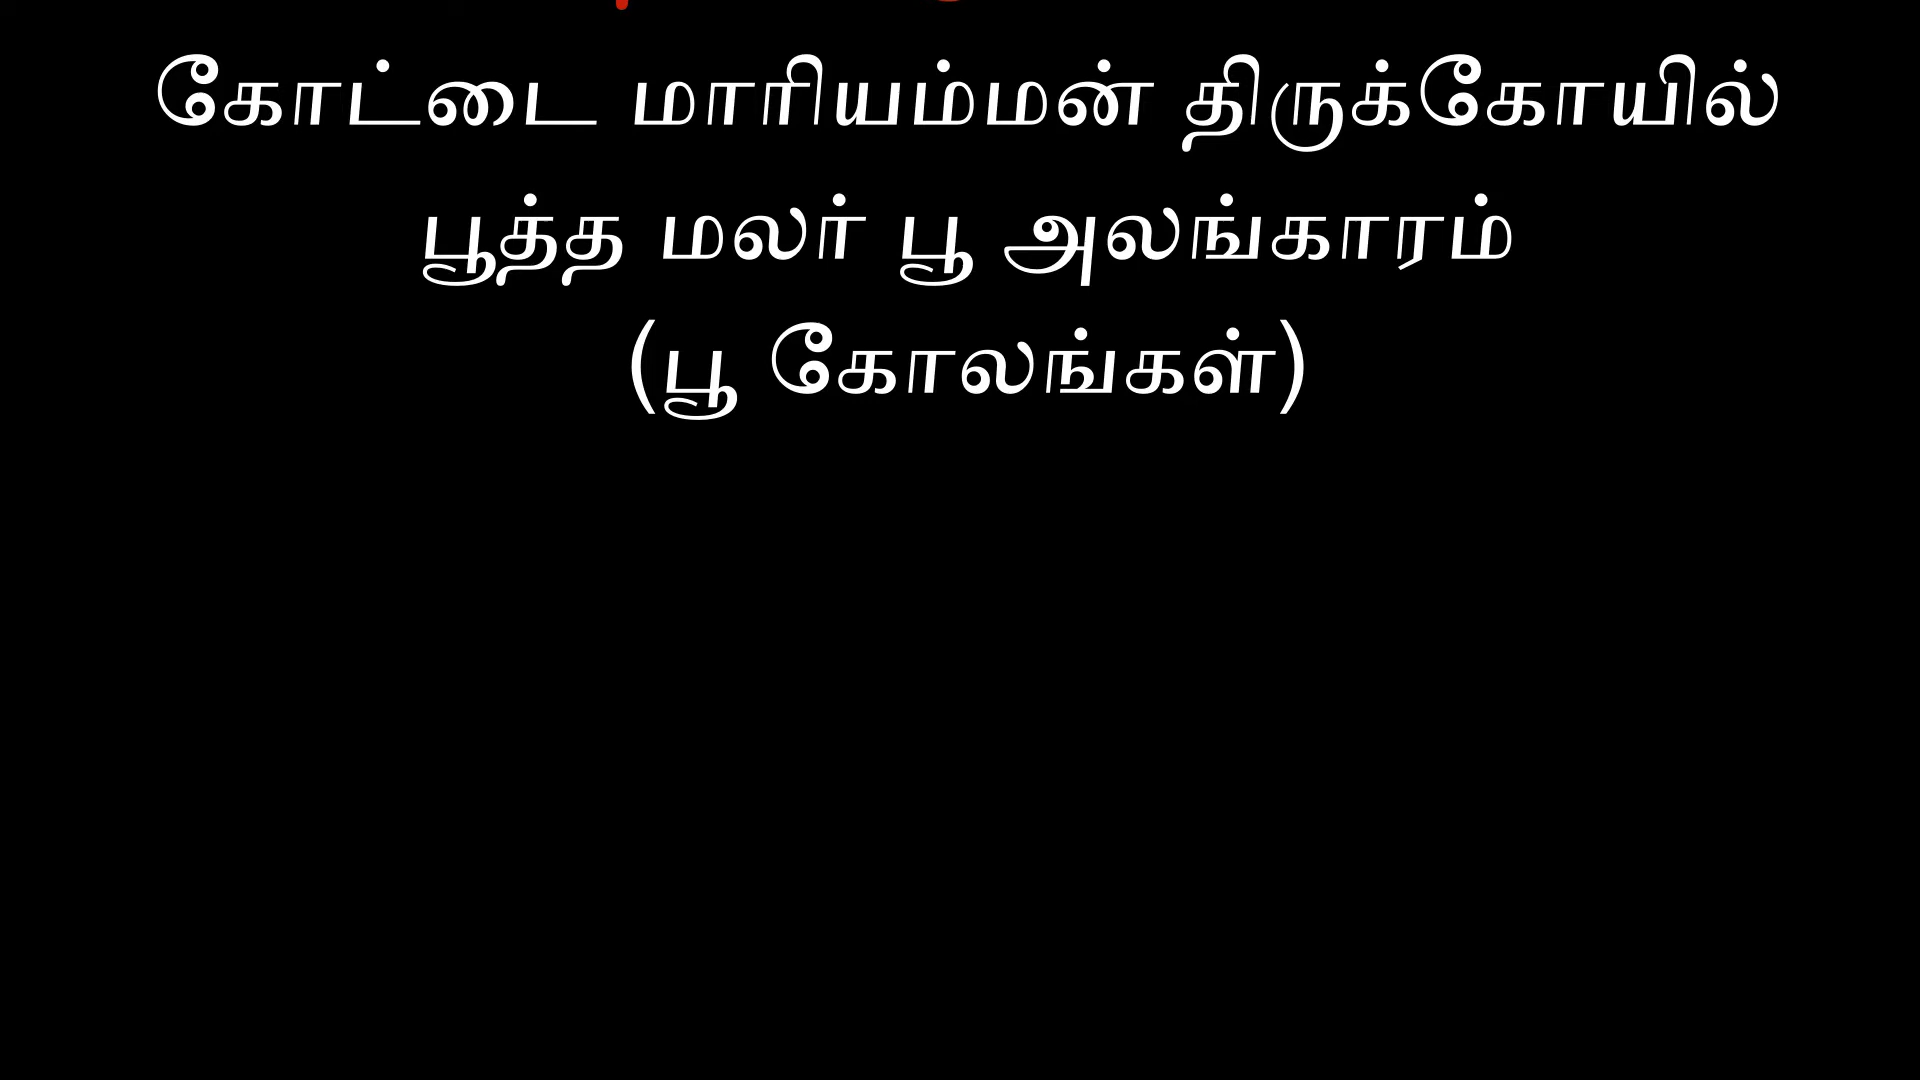 கோட்டை மாரியம்மன் திருக்கோயில்
பூத்த மலர் பூ அலங்காரம்
(பூ கோலங்கள்)